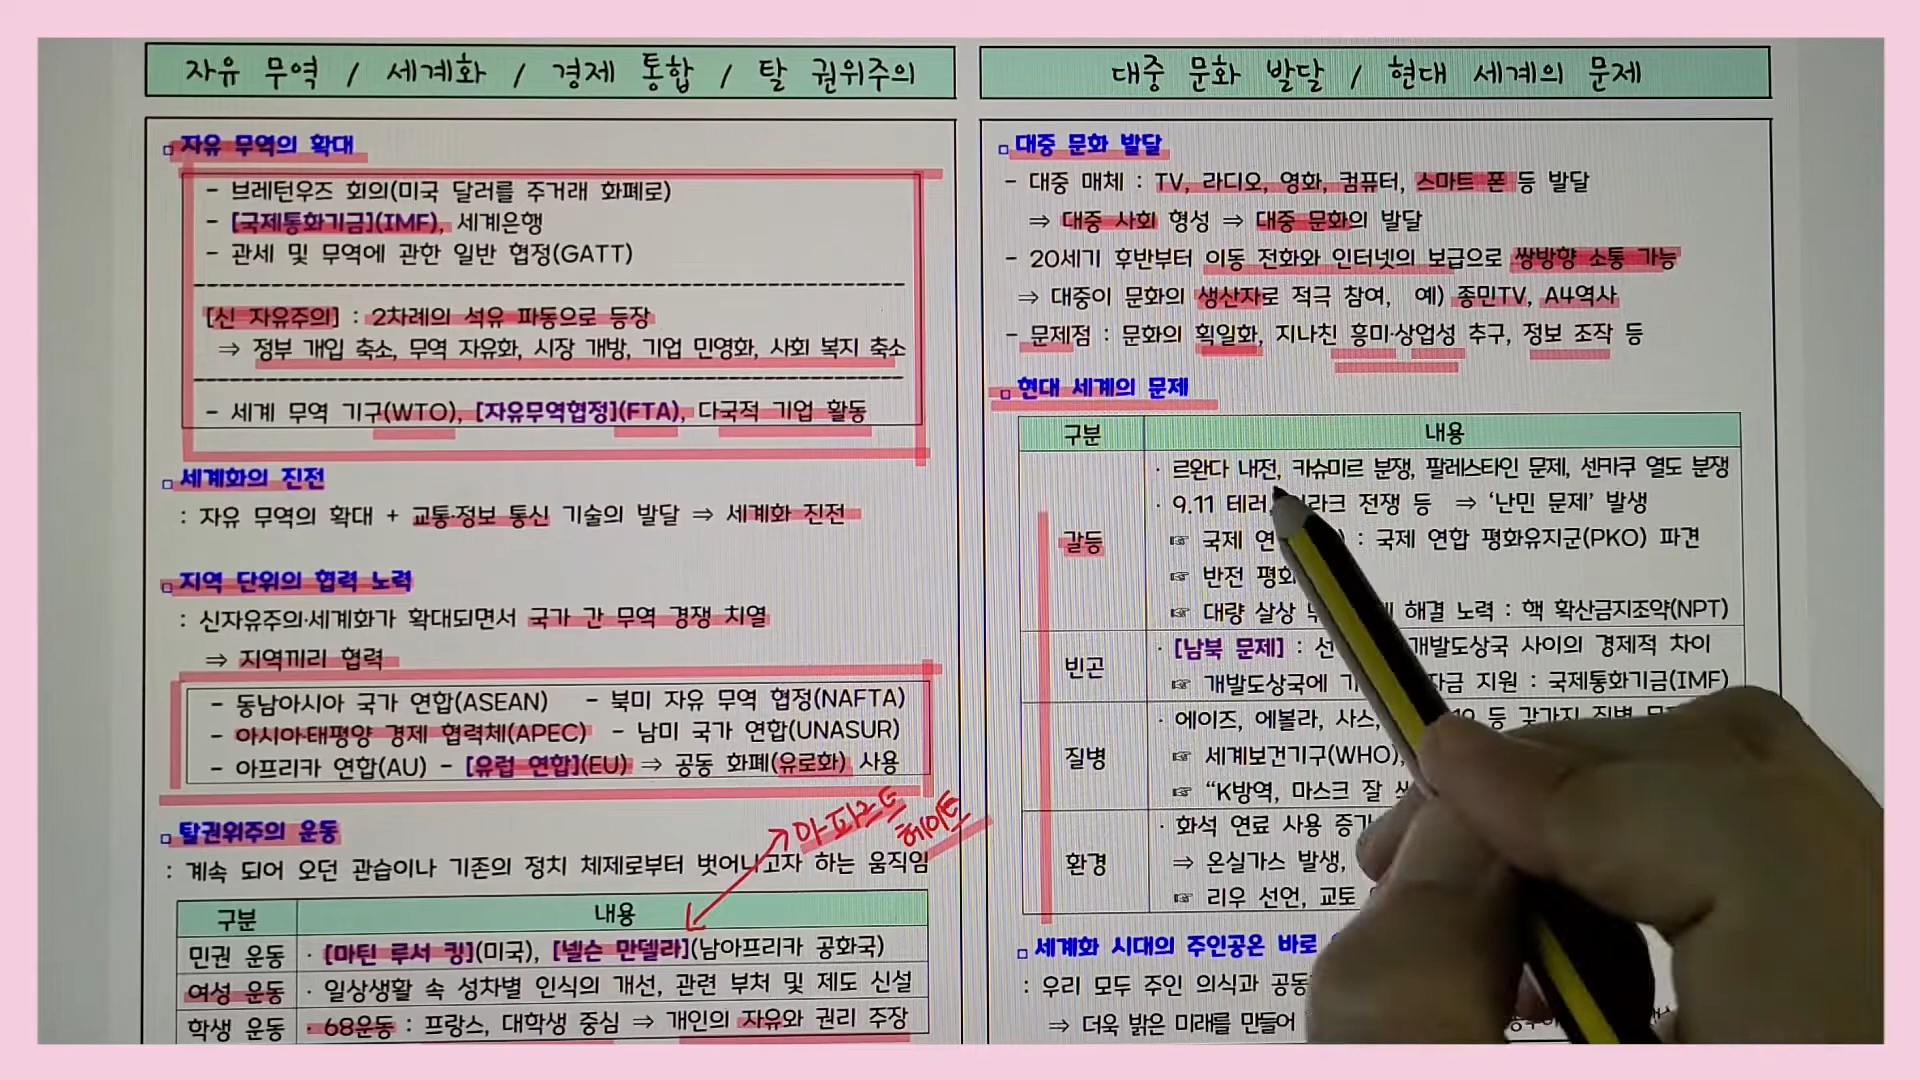 자유 무역 / 세계화 / 경제 통합 / 탈 권위주의
□ 자유 무역의 확대
- 브레턴우즈 회의(미국 달러를 주거래 화폐로)
- [국제통화기금](IMF), 세계은행
- 관세 및 무역에 관한 일반 협정(GATT)
[신 자유주의] : 2차례의 석유 파동으로 등장
⇒ 정부 개입 축소, 무역 자유화, 시장 개방, 기업 민영화, 사회 복지 축소
- 세계 무역 기구(WTO), [자유무역협정](FTA), 다국적 기업 활동
□ 세계화의 진전
: 자유 무역의 확대 + 교통·정보 통신 기술의 발달 ⇒ 세계화 진전
□ 지역 단위의 협력 노력
: 신자유주의·세계화가 확대되면서 국가 간 무역 경쟁 치열
⇒ 지역끼리 협력
- 동남아시아 국가 연합(ASEAN) - 북미 자유 무역 협정(NAFTA)
- 아시아·태평양 경제 협력체(APEC) - 남미 국가 연합(UNASUR)
- 아프리카 연합(AU) - [유럽 연합](EU) ⇒ 공동 화폐(유로화) 사용
아파르트
헤이트
□ 탈권위주의 운동
: 계속 되어 오던 관습이나 기존의 정치 체제로부터 벗어나고자 하는 움직임
구분 내용
민권 운동 · [마틴 루서 킹](미국), [넬슨 만델라](남아프리카 공화국)
여성 운동 · 일상생활 속 성차별 인식의 개선, 관련 부처 및 제도 신설
학생 운동 · 68운동 : 프랑스, 대학생 중심 ⇒ 개인의 자유와 권리 주장
대중 문화 발달 / 현대 세계의 문제
□ 대중 문화 발달
- 대중 매체 : TV, 라디오, 영화, 컴퓨터, 스마트 폰 등 발달
⇒ 대중 사회 형성 ⇒ 대중 문화의 발달
- 20세기 후반부터 이동 전화와 인터넷의 보급으로 쌍방향 소통 가능
⇒ 대중이 문화의 생산자로 적극 참여, 예) 종민TV, A4역사
- 문제점 : 문화의 획일화, 지나친 흥미·상업성 추구, 정보 조작 등
□ 현대 세계의 문제
구분 내용
갈등
· 르완다 내전, 카슈미르 분쟁, 팔레스타인 문제, 센카쿠 열도 분쟁
· 9.11 테러, 이라크 전쟁 등 ⇒ '난민 문제' 발생
☞ 국제 연 : 국제 연합 평화유지군(PKO) 파견
☞ 반전 평화
☞ 대량 살상 해결 노력 : 핵 확산금지조약(NPT)
빈곤
· [남북 문제] : 선 개발도상국 사이의 경제적 차이
☞ 개발도상국에 자금 지원 : 국제통화기금(IMF)
질병
· 에이즈, 에볼라, 사스, 19 등 갖가지 질병
☞ 세계보건기구(WHO),
☞ "K방역, 마스크 잘
환경
· 화석 연료 사용 증가
⇒ 온실가스 발생,
☞ 리우 선언, 교토
□ 세계화 시대의 주인공은 바로
: 우리 모두 주인 의식과 공동
⇒ 더욱 밝은 미래를 만들어